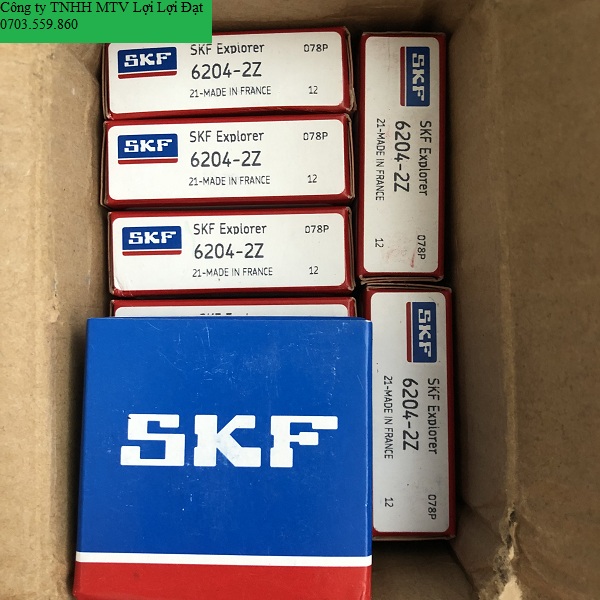 Công ty TNHH MTV Lợi Lợi Đạt
0703.559.860
SKF
SKF Explorer
078P
6204-2Z
21-MADE IN FRANCE
12
SKF
SKF Explorer
078P
6204-2Z
21-MADE IN FRANCE
12
SKF
SKF Explorer
078P
6204-2Z
21-MADE IN FRANCE
12
SKF Explorer
SKF
SKF Explorer
078P
6204-2Z
21-MADE IN FRANCE
12
SKF
SKF Explorer
078P
6204-2Z
21-MADE IN FRANCE
12
SKF